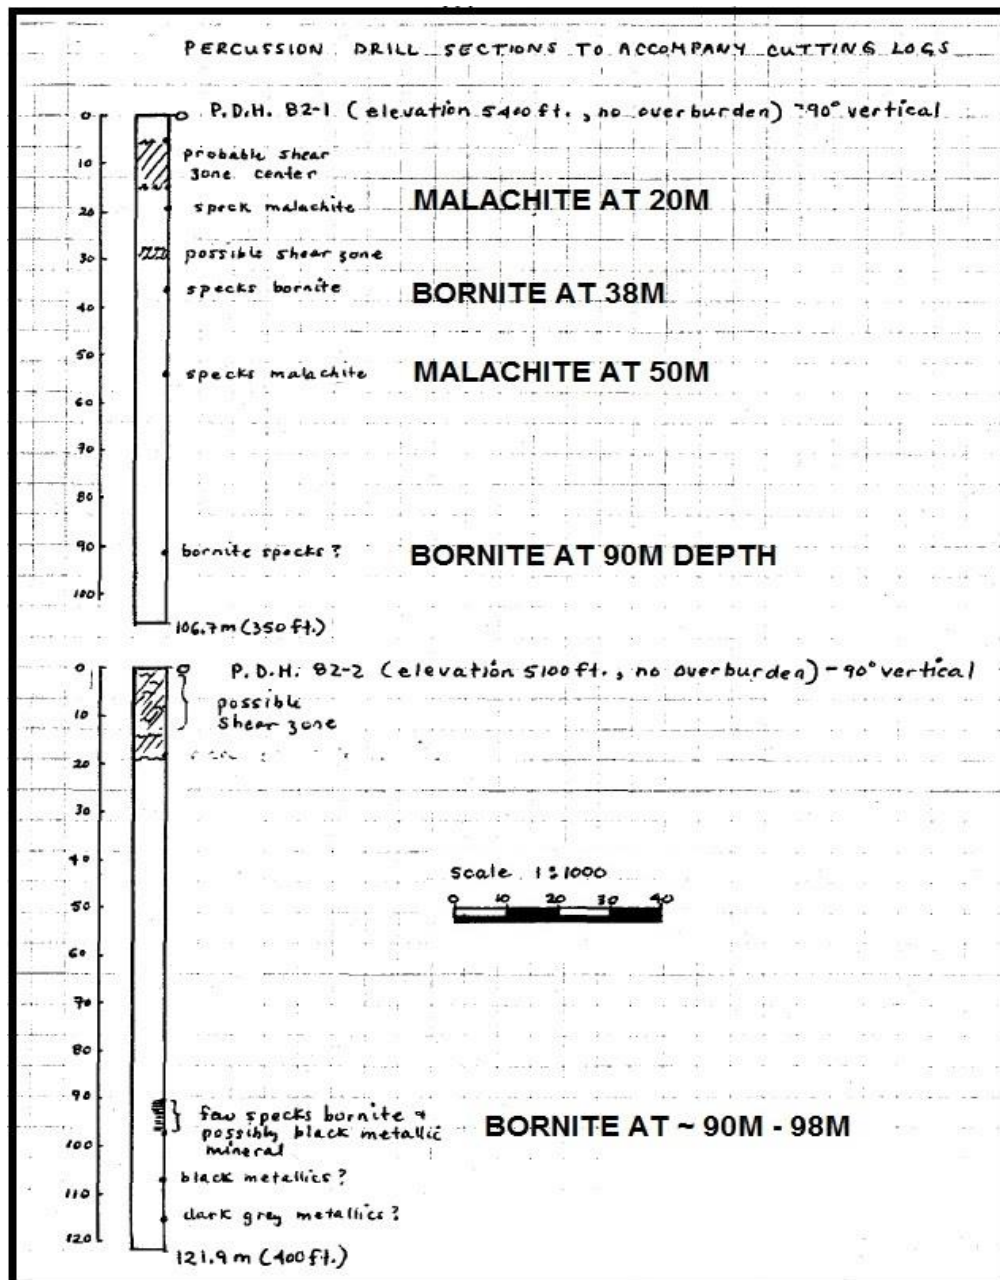 PERCUSSION DRILL SECTIONS TO ACCOMPANY CUTTING LOGS
P.D.H. 82-1 (elevation 5400 ft., no overburden) -90° vertical
0
10
20
30
40
50
60
70
80
90
100
probable shear
zone center
speck malachite
MALACHITE AT 20M
possible shear zone
specks bornite
BORNITE AT 38M
specks malachite
MALACHITE AT 50M
bornite specks?
BORNITE AT 90M DEPTH
106.7m (350 ft.)
P.D.H. 82-2 (elevation 5100 ft., no overburden) - 90° vertical
0
10
20
30
40
50
60
70
80
90
100
110
120
possible
shear zone
scale 1:1000
0 10 20 30 40
few specks bornite +
possibly black metallic
mineral
BORNITE AT ~ 90M - 98M
black metallics?
dark grey metallics?
121.9m (400 ft.)